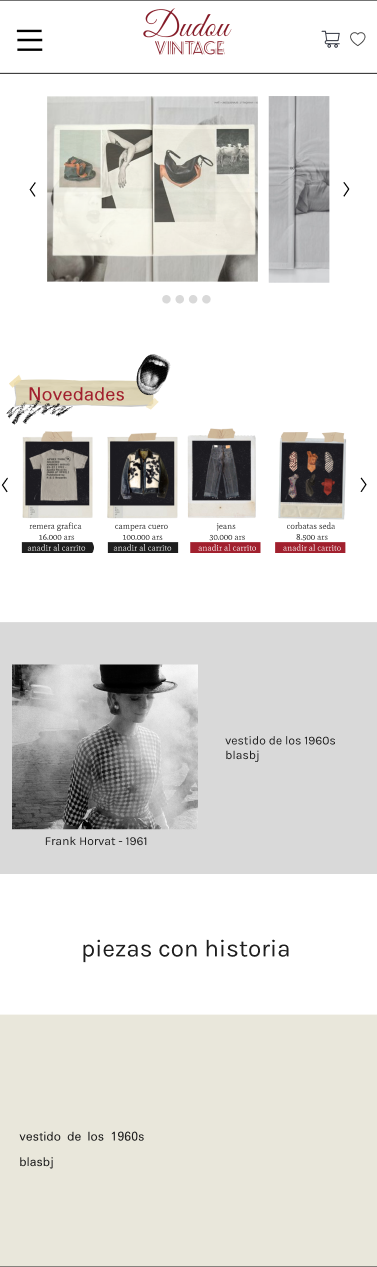 Dudou
VINTAGE
Novedades
remera grafica
16.000 ars
anadir al carrito
campera cuero
100.000 ars
anadir al carrito
jeans
30.000 ars
anadir al carrito
corbatas seda
8.500 ars
anadir al carrito
vestido de los 1960s
blasbj
Frank Horvat - 1961
piezas con historia
vestido de los 1960s
blasbj